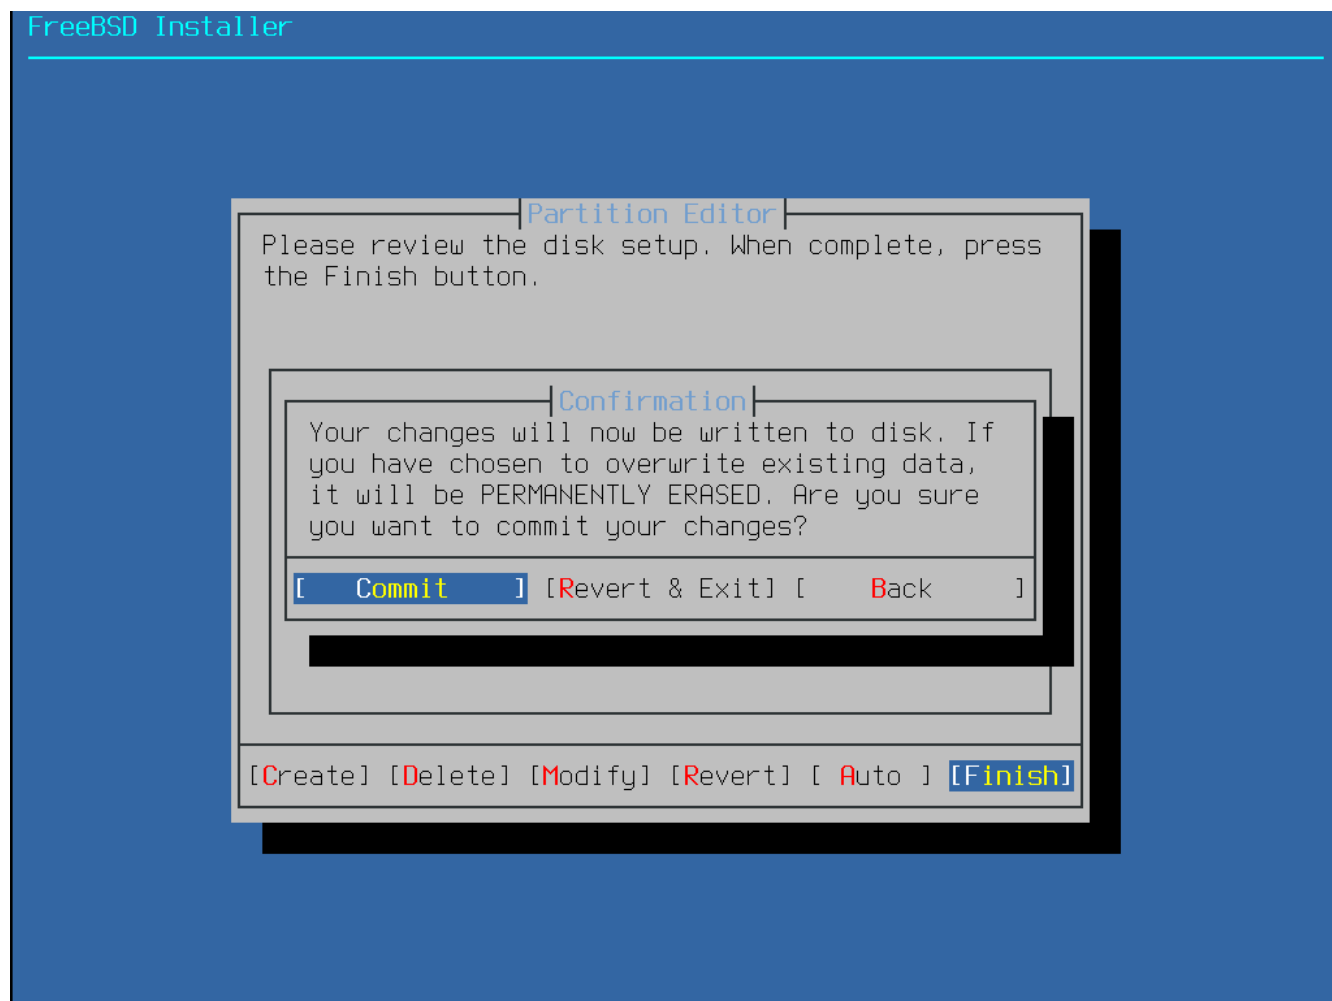 FreeBSD Installer
Partition Editor
Please review the disk setup. When complete, press
the Finish button.
Confirmation
Your changes will now be written to disk. If
you have chosen to overwrite existing data,
it will be PERMANENTLY ERASED. Are you sure
you want to commit your changes?
[   Commit    ] [Revert & Exit] [    Back     ]
[Create] [Delete] [Modify] [Revert] [ Auto ] [Finish]